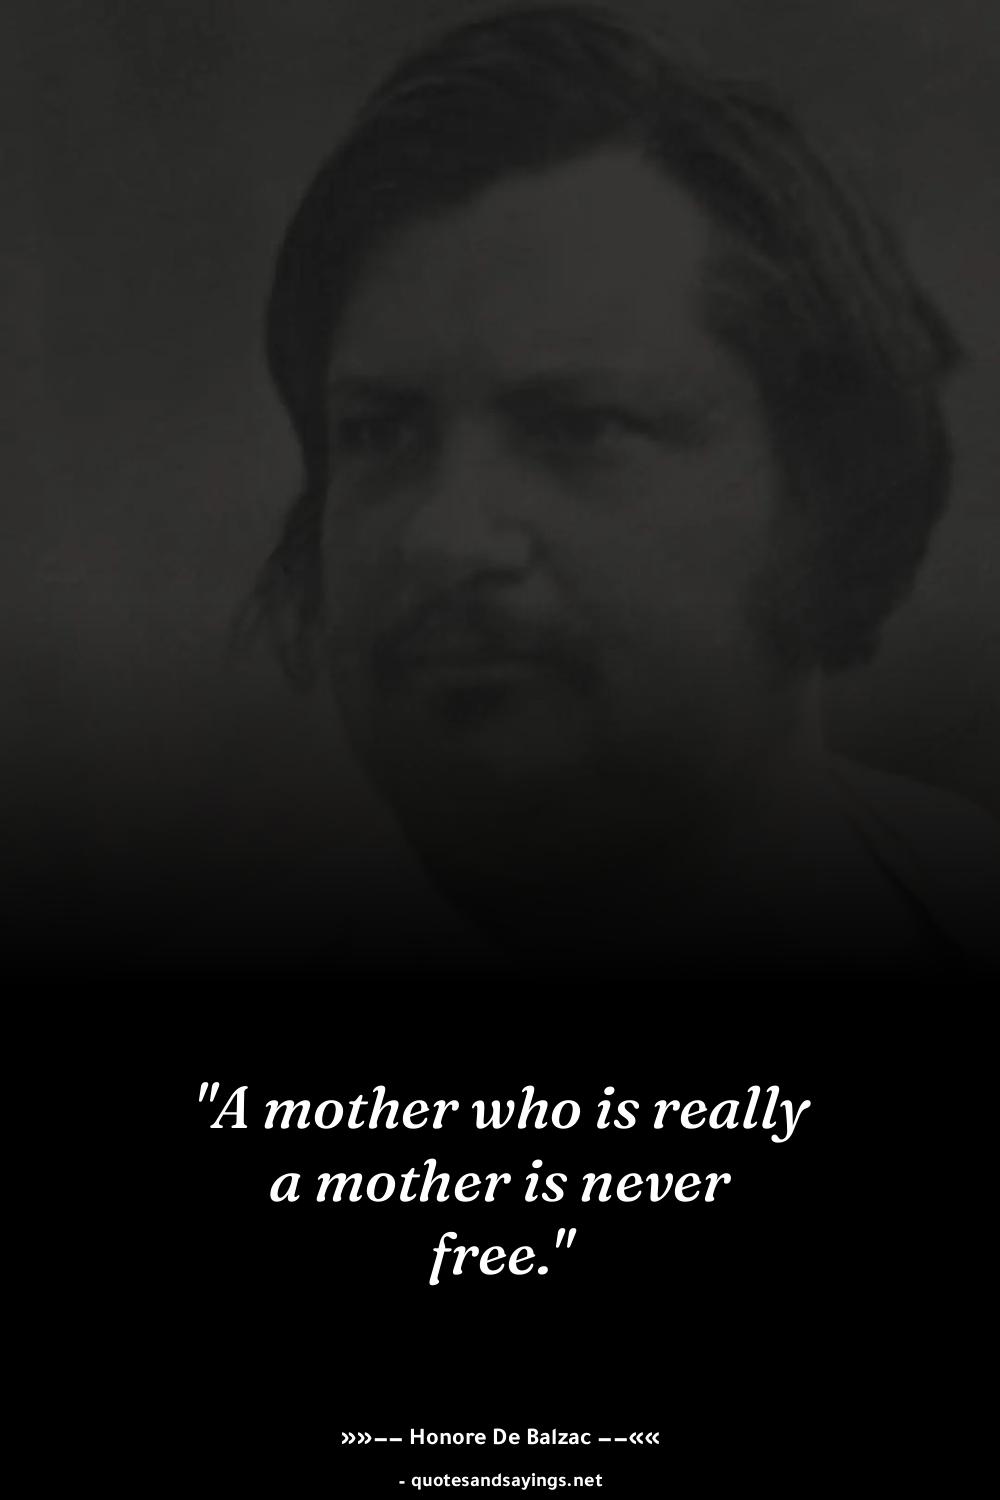 "A mother who is really
a mother is never
free."
»»—— Honore De Balzac ——««
- quotesandsayings.net